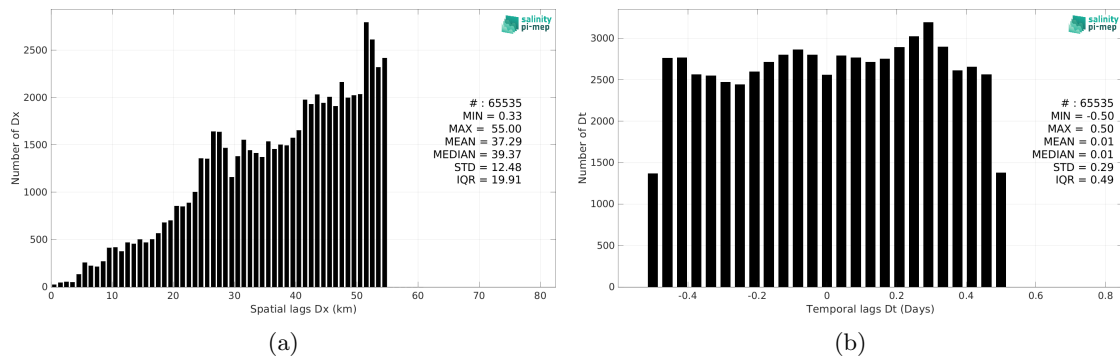 salinity
pi-mep
2500
2000
1500
1000
500
0
Number of Dx
# : 65535
MIN = 0.33
MAX = 55.00
MEAN = 37.29
MEDIAN = 39.37
STD = 12.48
IQR = 19.91
0 10 20 30 40 50 60 70 80
Spatial lags Dx (km)
(a)
salinity
pi-mep
3000
2500
2000
1500
1000
500
0
Number of Dt
# : 65535
MIN = -0.50
MAX = 0.50
MEAN = 0.01
MEDIAN = 0.01
STD = 0.29
IQR = 0.49
-0.4 -0.2 0 0.2 0.4 0.6 0.8
Temporal lags Dt (Days)
(b)